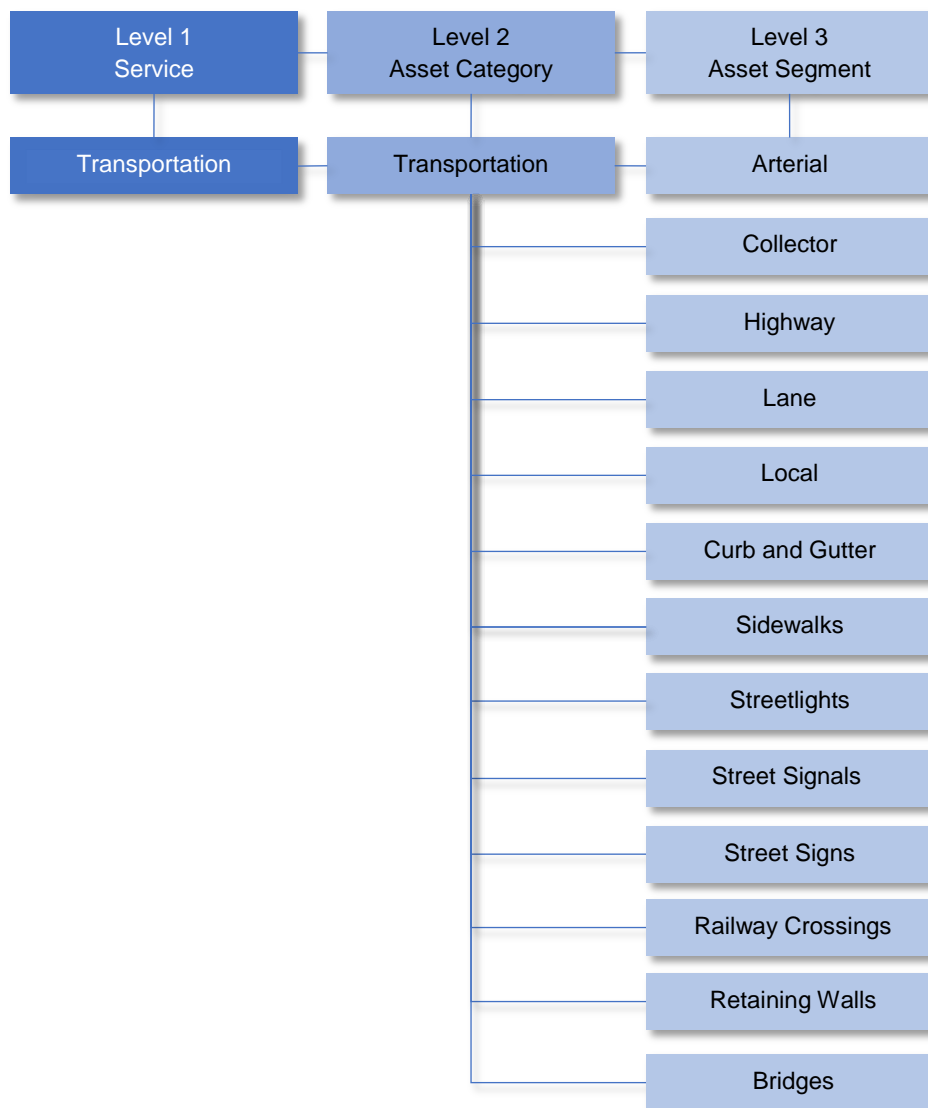 Level 1
Service
Level 2
Asset Category
Level 3
Asset Segment
Transportation
Transportation
Arterial
Collector
Highway
Lane
Local
Curb and Gutter
Sidewalks
Streetlights
Street Signals
Street Signs
Railway Crossings
Retaining Walls
Bridges